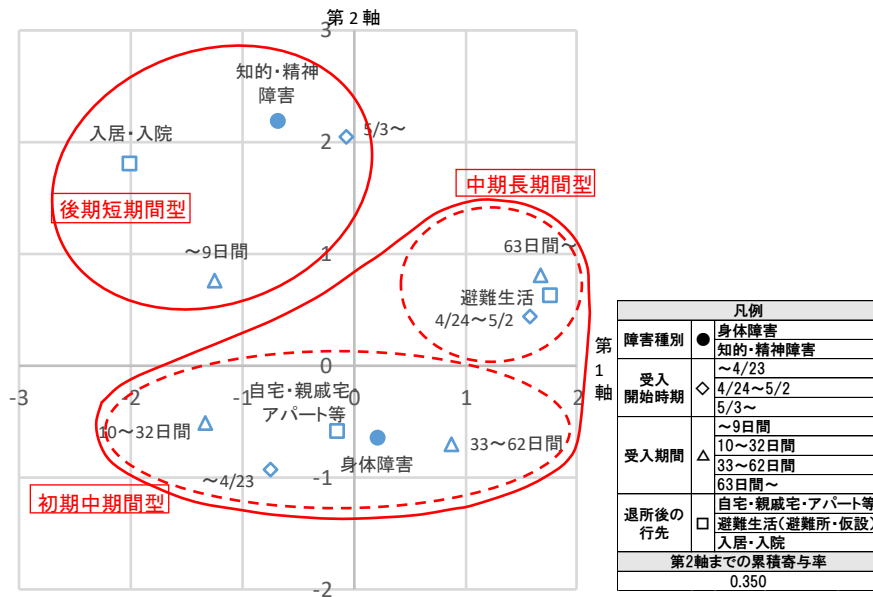 第2軸
3
知的・精神
障害
5/3～
2
入居・入院
中期長期間型
後期短期間型
～9日間
1
63日間～
避難生活
4/24～5/2
第1軸
-3
-2
-1
0
1
2
自宅・親戚宅
アパート等
10～32日間
33～62日間
身体障害
～4/23
-1
初期中期間型
-2
凡例
障害種別
●
身体障害
知的・精神障害
受入
開始時期
◇
～4/23
4/24～5/2
5/3～
受入期間
△
～9日間
10～32日間
33～62日間
63日間～
退所後の
行先
□
自宅・親戚宅・アパート等
避難生活(避難所・仮設)
入居・入院
第2軸までの累積寄与率
0.350